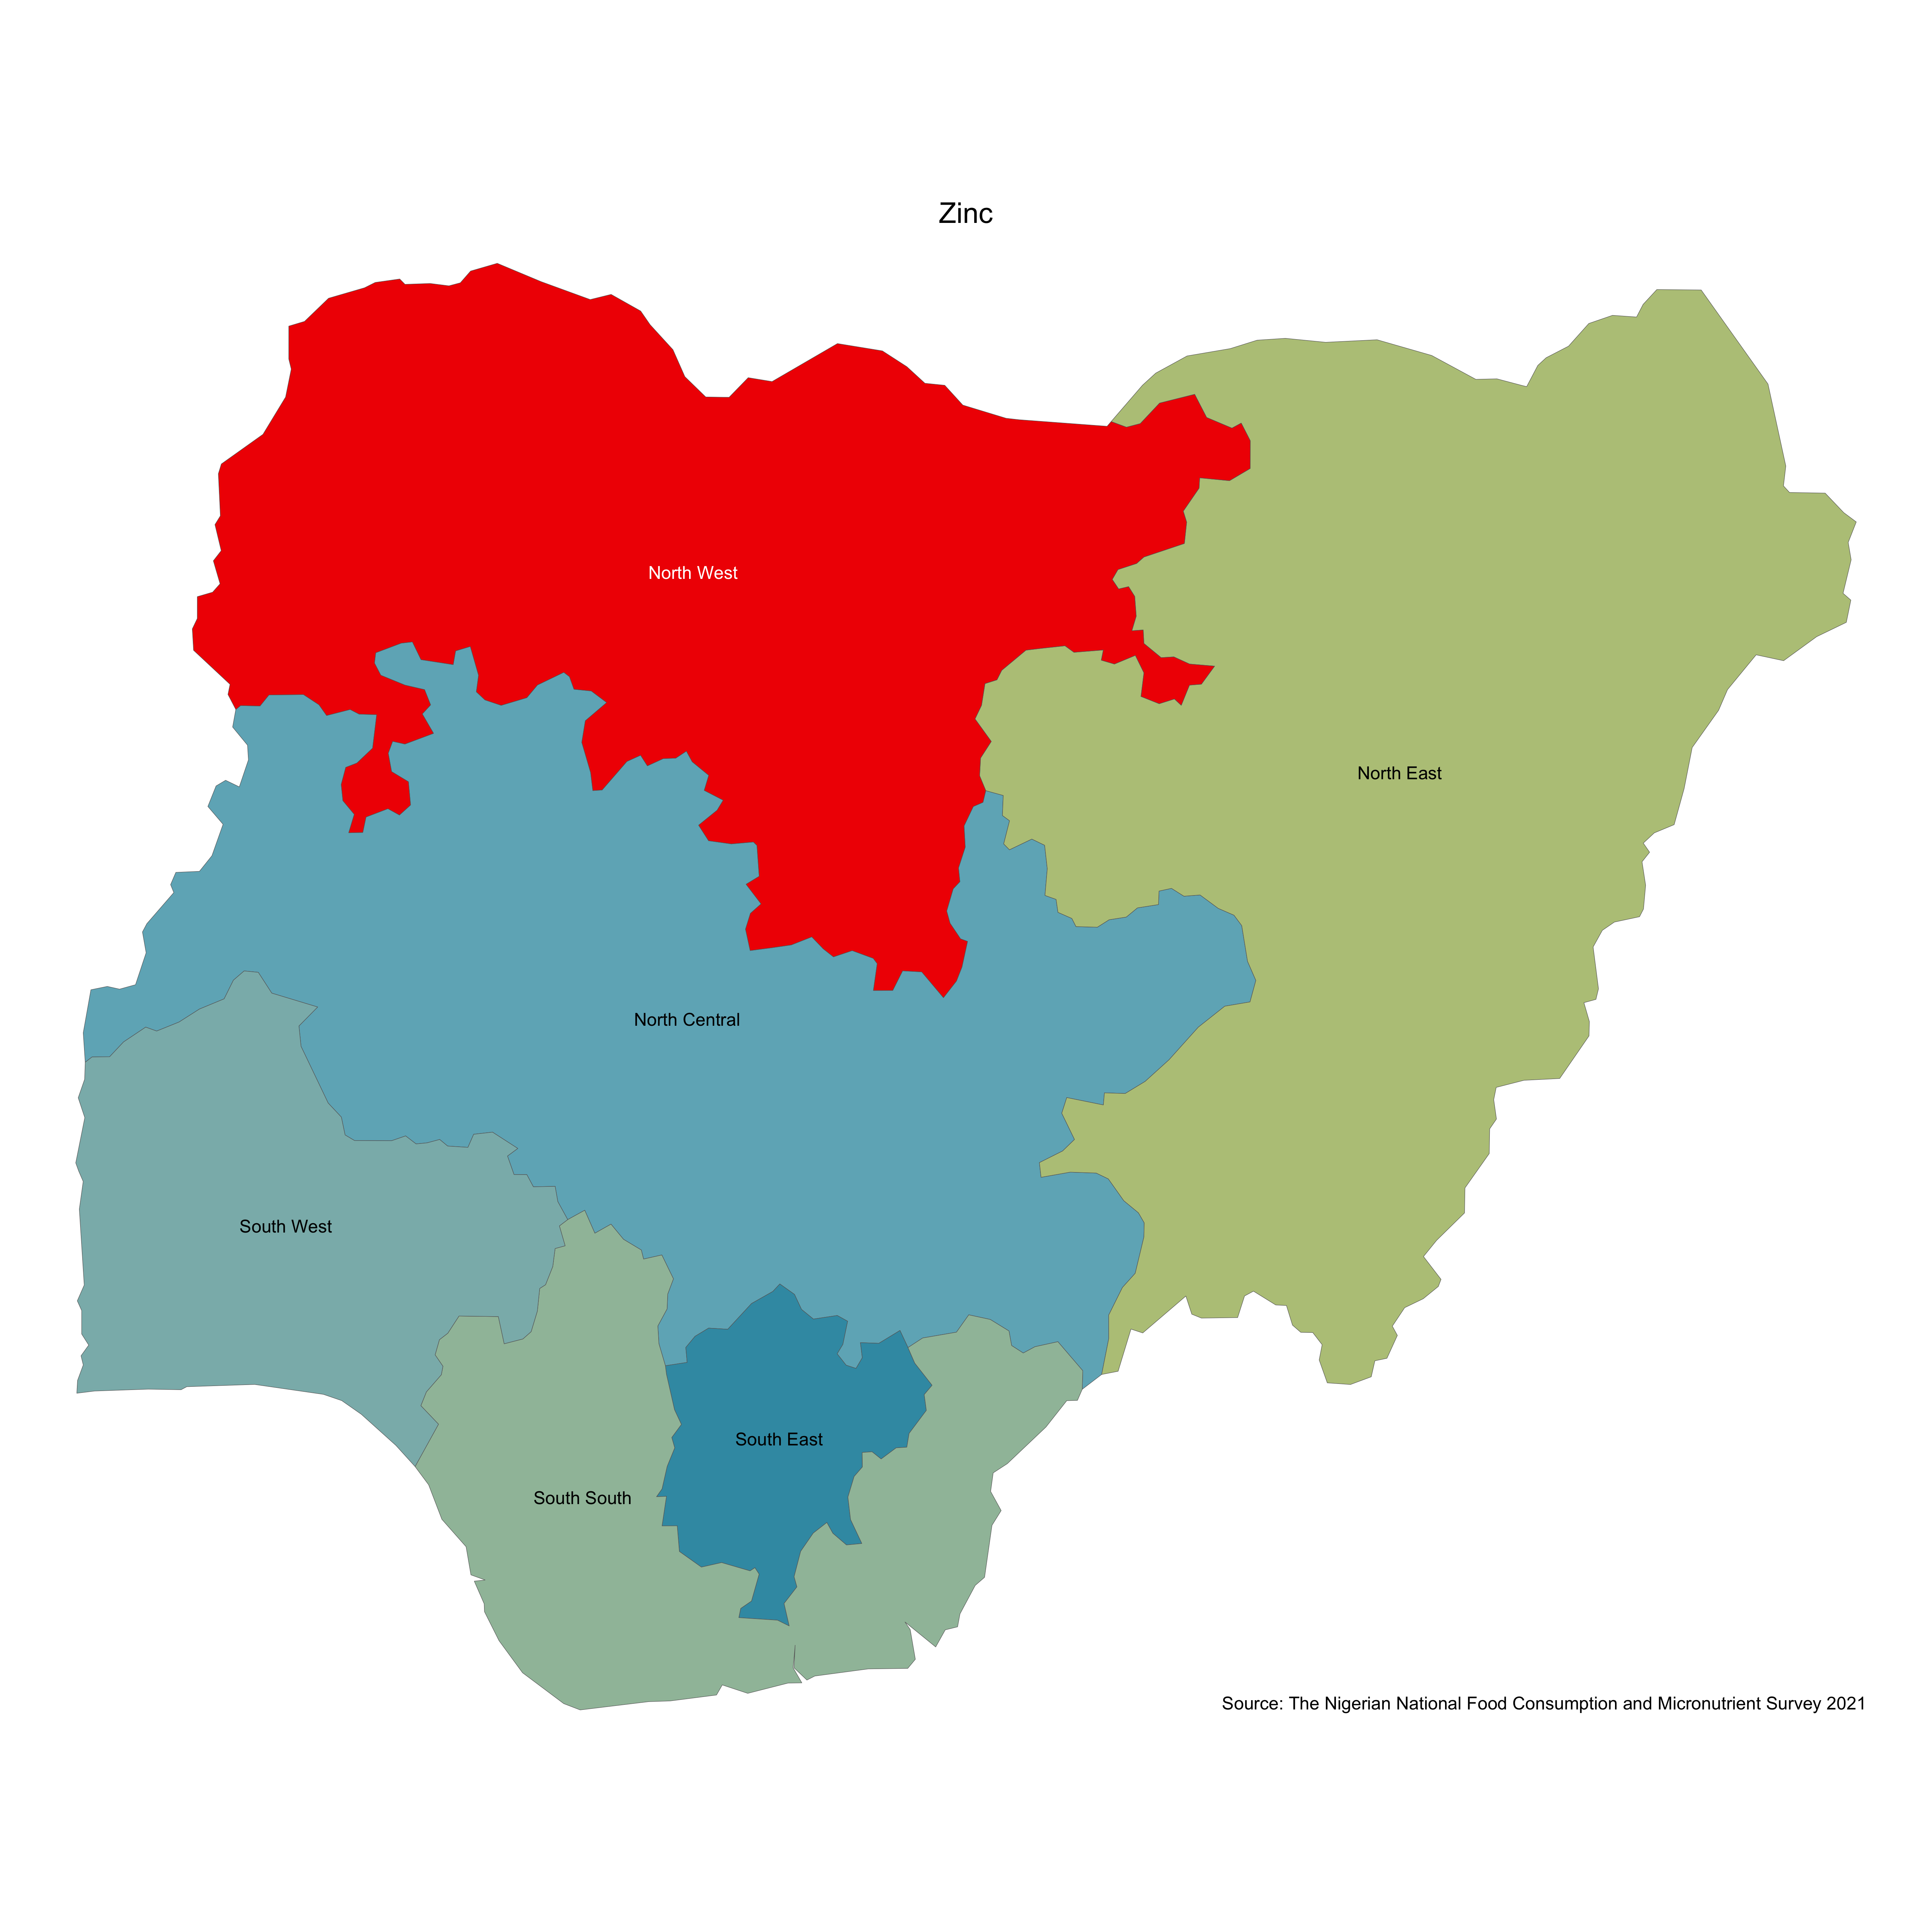 Zinc
North West
North East
North Central
South West
South East
South South
Source: The Nigerian National Food Consumption and Micronutrient Survey 2021